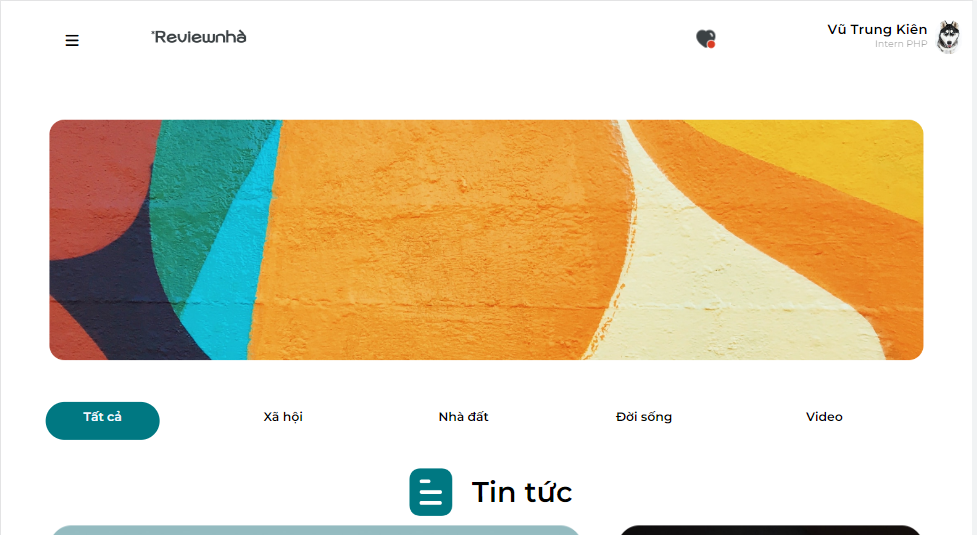 *Reviewnhà
Vũ Trung Kiên
Intern PHP
Tất cả
Xã hội
Nhà đất
Đời sống
Video
Tin tức